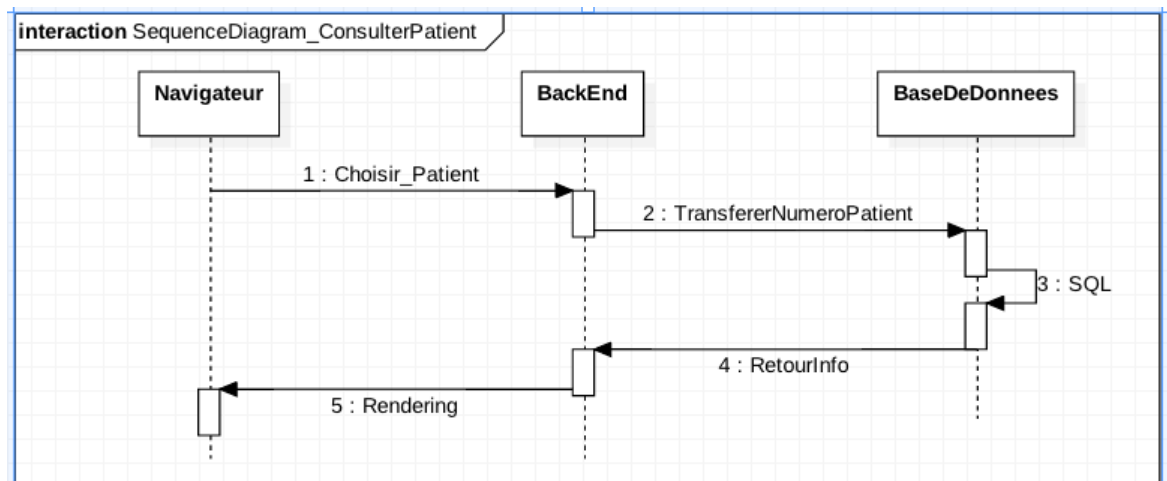 interaction SequenceDiagram_ConsulterPatient
Navigateur
BackEnd
BaseDeDonnees
1 : Choisir_Patient
2 : TransfererNumeroPatient
3 : SQL
4 : RetourInfo
5 : Rendering